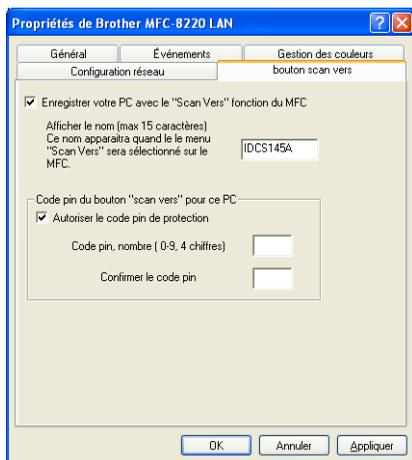 Propriétés de Brother MFC-8220 LAN
Général Événements Gestion des couleurs
Configuration réseau bouton scan vers
Enregistrer votre PC avec le "Scan Vers" fonction du MFC
Afficher le nom (max 15 caractères)
Ce nom apparaitra quand le le menu
"Scan Vers" sera sélectionné sur le
MFC.
IDCS145A
Code pin du bouton "scan vers" pour ce PC
Autoriser le code pin de protection
Code pin, nombre ( 0-9, 4 chiffres)
Confirmer le code pin
OK Annuler Appliquer